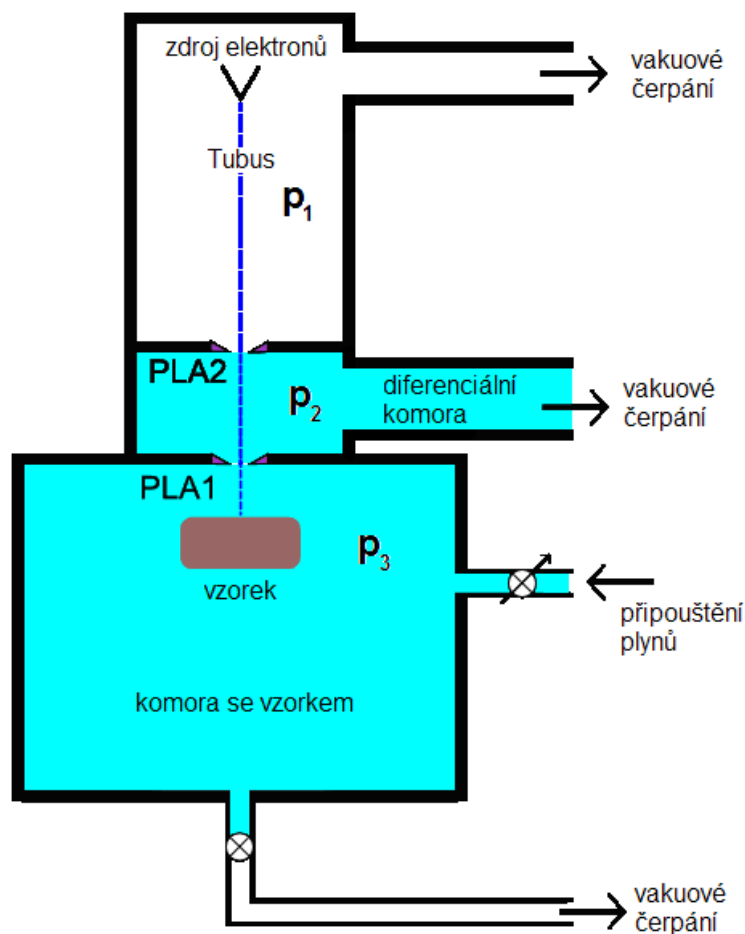 zdroj elektronů
vakuové
čerpání
Tubus
p1
PLA2
p2
diferenciální
komora
vakuové
čerpání
PLA1
p3
vzorek
připouštění
plynů
komora se vzorkem
vakuové
čerpání